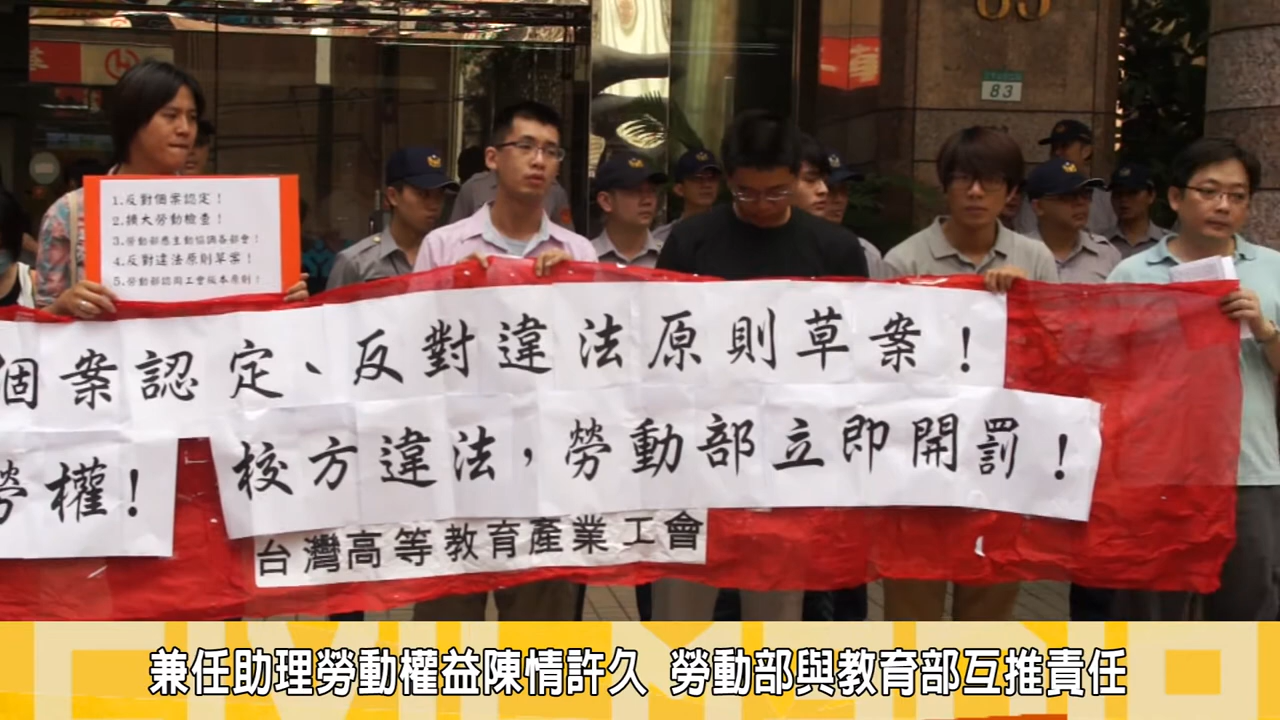 83
1.反對個案認定！
2.擴大勞動檢查！
3.勞動部應主動協調各部會！
4.反對違法原則草案！
5.勞動部認同工會版本原則！
個案認定、反對違法原則草案！
勞權！ 校方違法，勞動部立即開罰！
台灣高等教育產業工會
兼任助理勞動權益陳情許久 勞動部與教育部互推責任